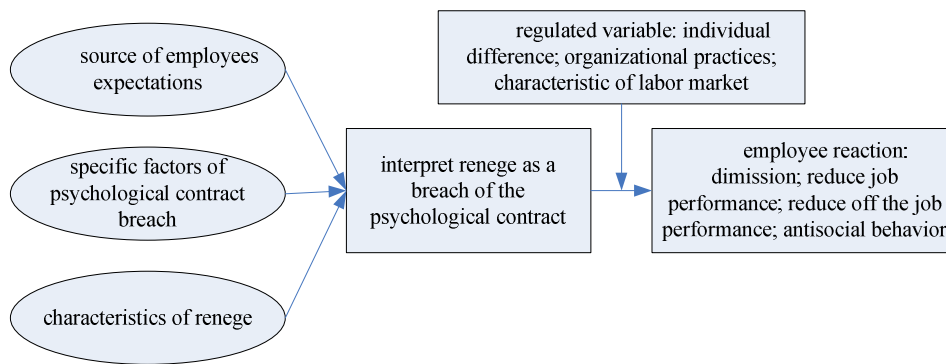 source of employees
expectations
regulated variable: individual
difference; organizational practices;
characteristic of labor market
specific factors of
psychological contract
breach
interpret renege as a
breach of the
psychological contract
employee reaction:
dimission; reduce job
performance; reduce off the job
performance; antisocial behavior
characteristics of renege